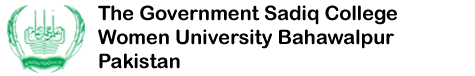 The Government Sadiq College
Women University Bahawalpur
Pakistan